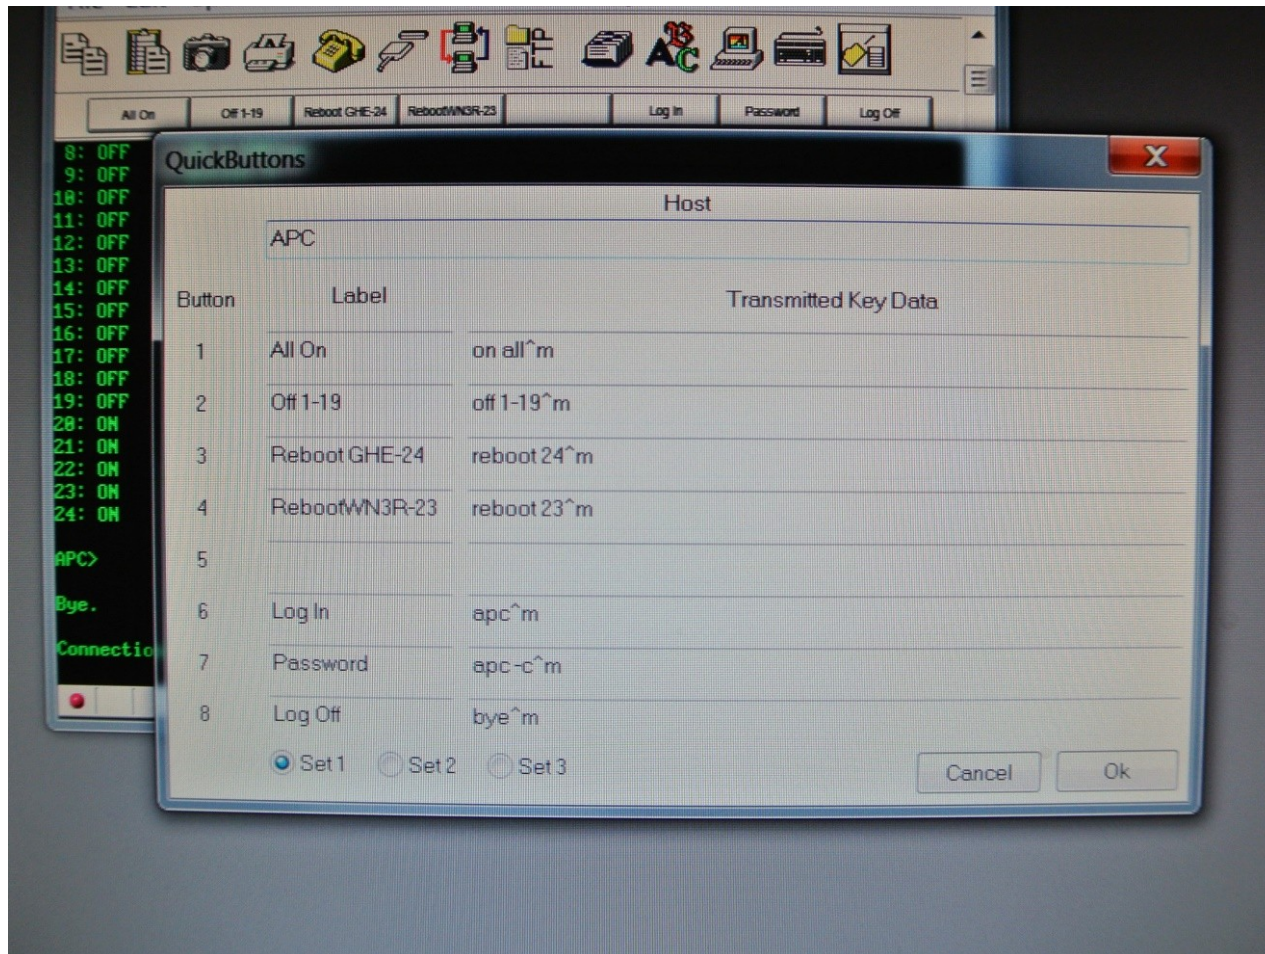 FTP
ABC
All On Off 1-19 Reboot GHE-24 RebootWN3R-23 Log In Password Log Off
8: OFF
9: OFF
10: OFF
11: OFF
12: OFF
13: OFF
14: OFF
15: OFF
16: OFF
17: OFF
18: OFF
19: OFF
20: ON
21: ON
22: ON
23: ON
24: ON
APC>
Bye.
Connectio
QuickButtons
X
Host
APC
Button Label Transmitted Key Data
1 All On on all^m
2 Off 1-19 off 1-19^m
3 Reboot GHE-24 reboot 24^m
4 RebootWN3R-23 reboot 23^m
5
6 Log In apc^m
7 Password apc -c^m
8 Log Off bye^m
Set 1 Set 2 Set 3 Cancel Ok